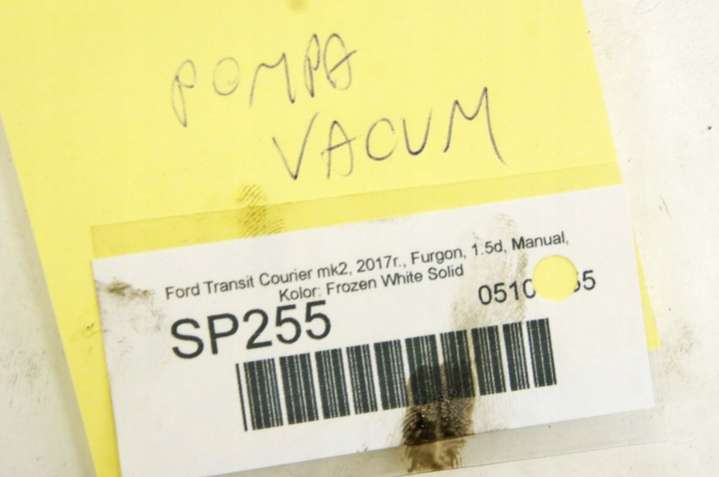 POMPA
VACUM
Ford Transit Courier mk2, 2017r., Furgon, 1.5d, Manual,
Kolor: Frozen White Solid
SP255